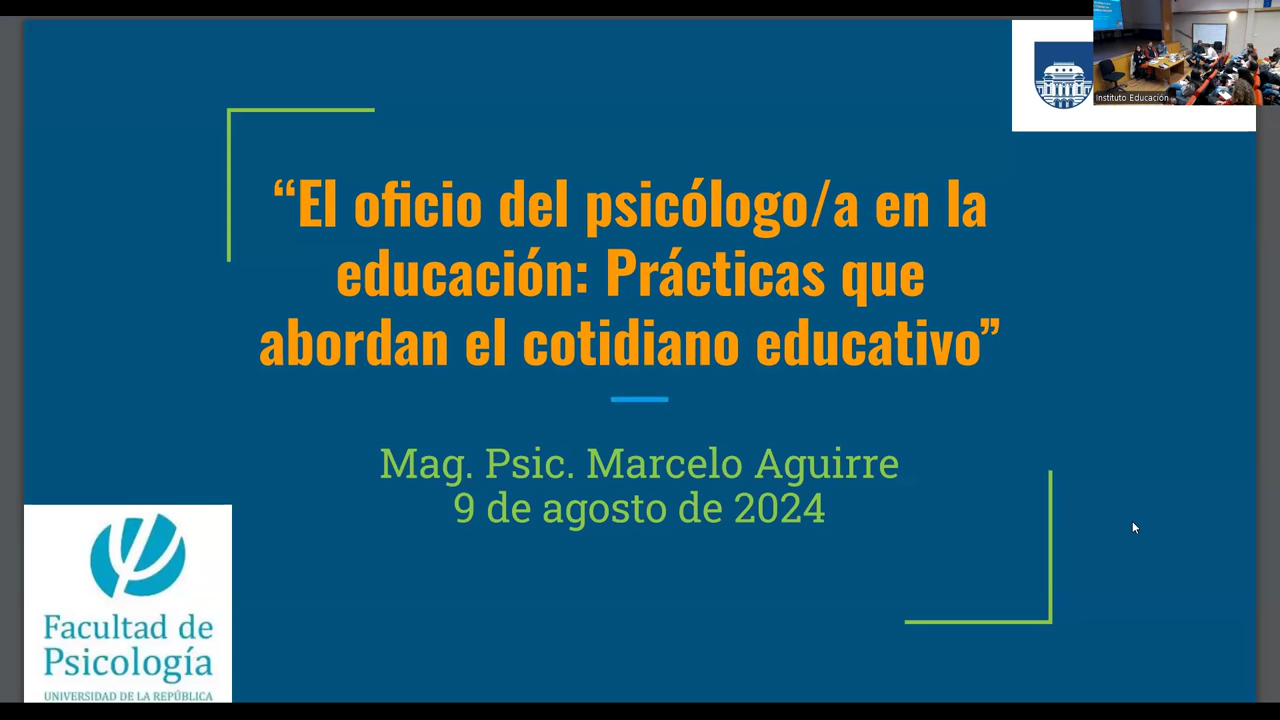 Instituto Educación
“El oficio del psicólogo/a en la
educación: Prácticas que
abordan el cotidiano educativo”
Mag. Psic. Marcelo Aguirre
9 de agosto de 2024
Facultad de
Psicología
UNIVERSIDAD DE LA REPÚBLICA